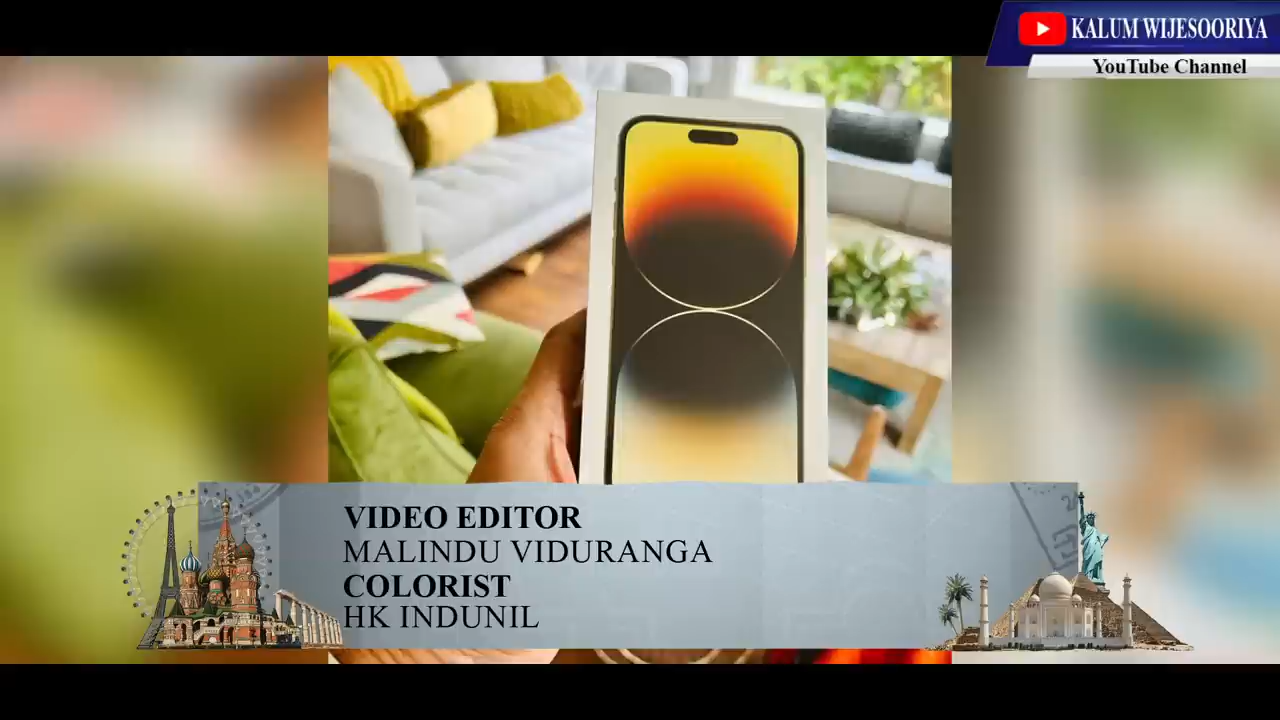 KALUM WIJESOORIYA
YouTube Channel
VIDEO EDITOR
MALINDU VIDURANGA
COLORIST
HK INDUNIL